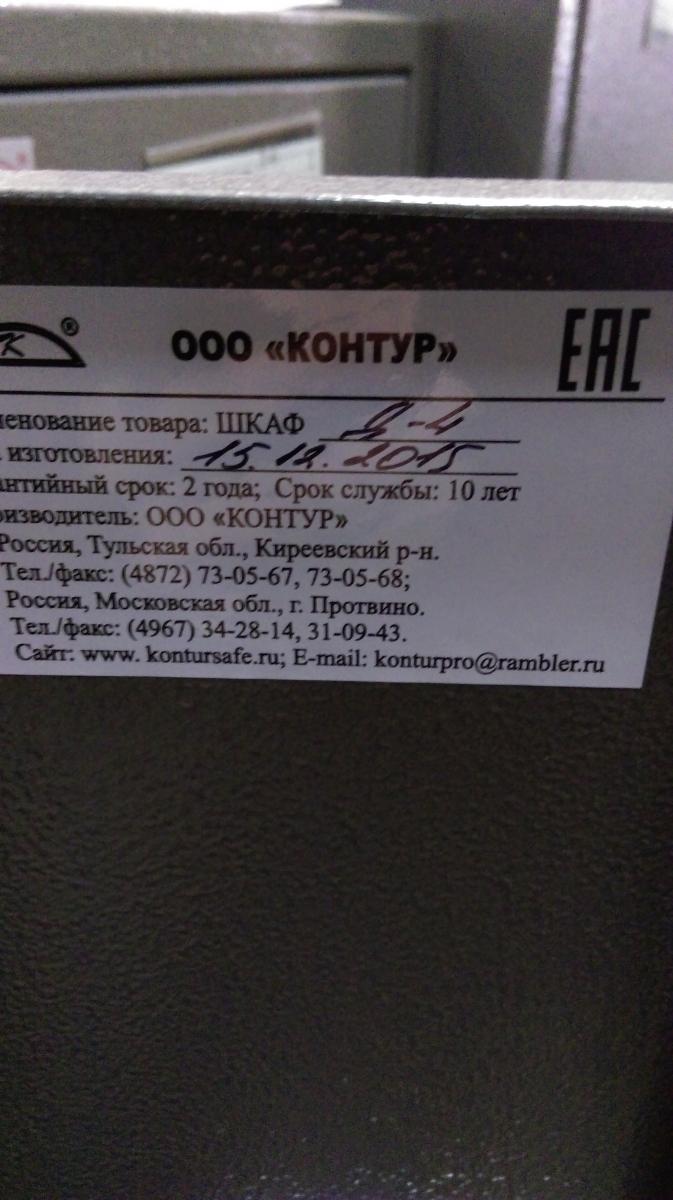 К®
ООО «КОНТУР»
ЕАС
менование товара: ШКАФ Д-4
изготовления: 15.12.2015
антийный срок: 2 года; Срок службы: 10 лет
оизводитель: ООО «КОНТУР»
Россия, Тульская обл., Киреевский р-н.
Тел./факс: (4872) 73-05-67, 73-05-68;
Россия, Московская обл., г. Протвино.
Тел./факс: (4967) 34-28-14, 31-09-43.
Сайт: www. kontursafe.ru; E-mail: konturpro@rambler.ru